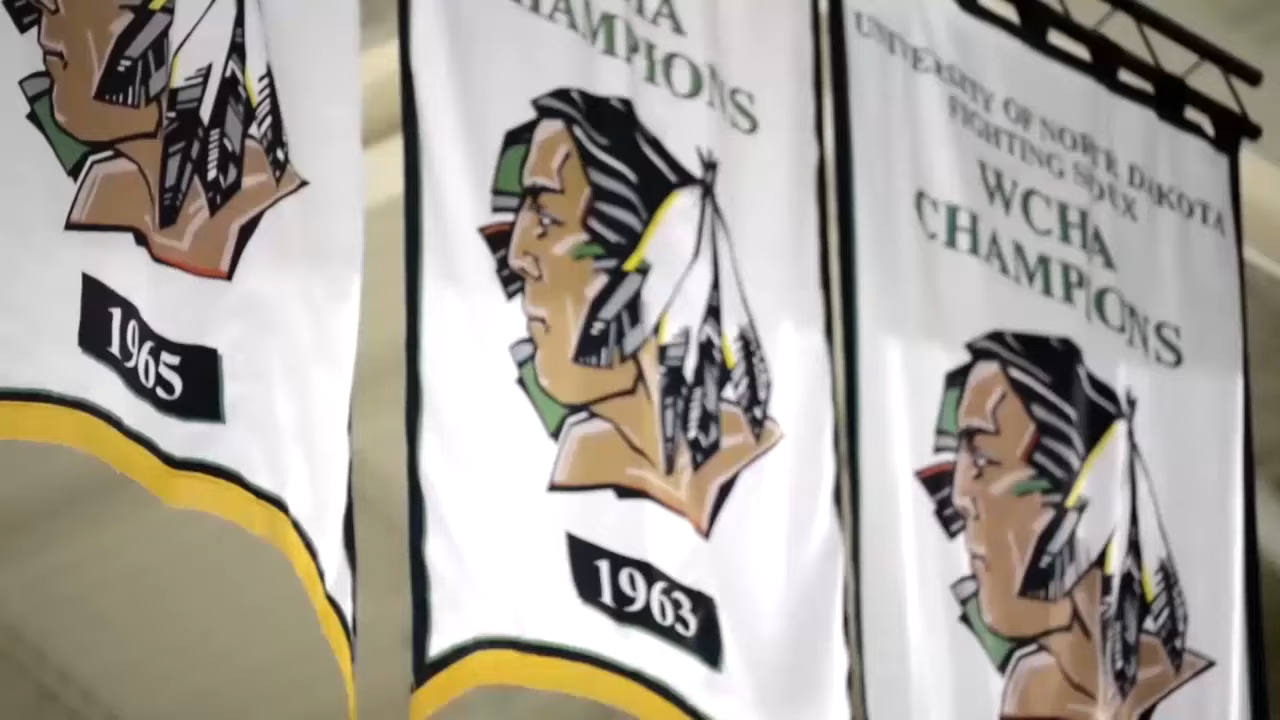 1965
CHAMPIONS
1963
UNIVERSITY OF NORTH DAKOTA
FIGHTING SIOUX
WCHA
CHAMPIONS